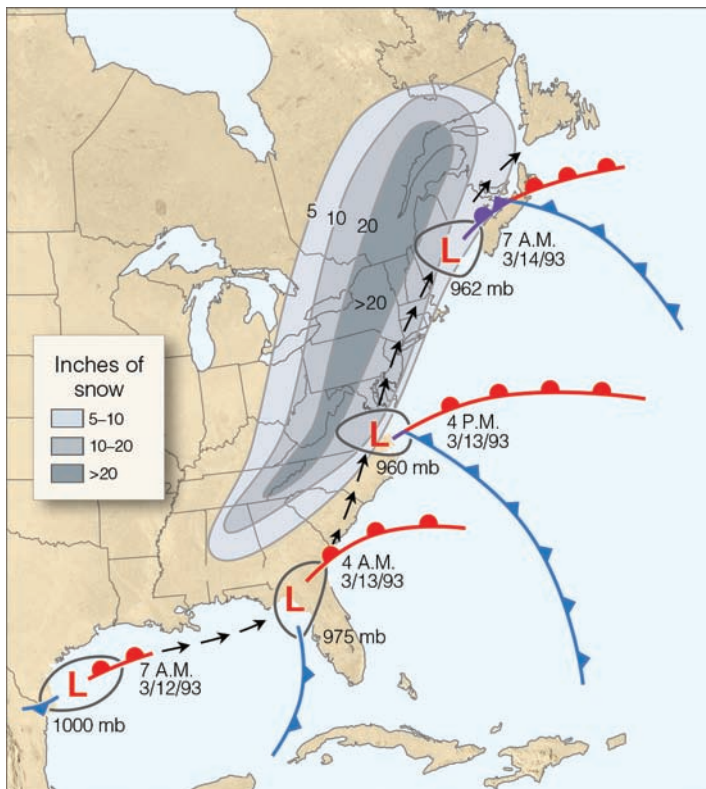 5
10
20
>20
L
7 A.M.
3/14/93
962 mb
Inches of
snow
5–10
10–20
>20
L
4 P.M.
3/13/93
960 mb
L
4 A.M.
3/13/93
975 mb
L
7 A.M.
3/12/93
1000 mb